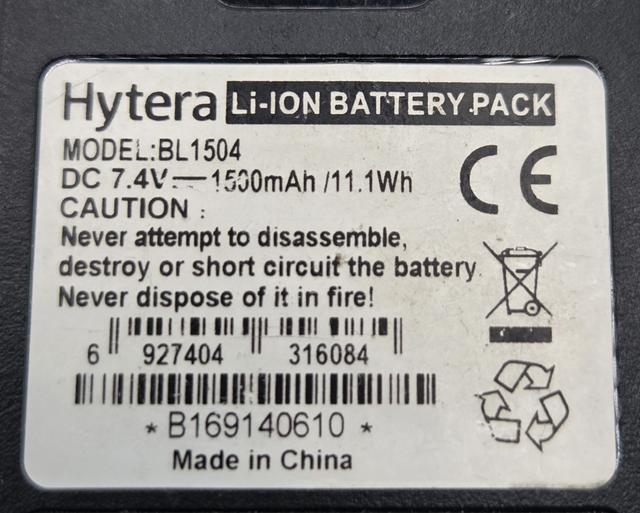 Hytera Li-ION BATTERY PACK
MODEL:BL1504
DC 7.4V 1500mAh /11.1Wh
CAUTION :
Never attempt to disassemble,
destroy or short circuit the battery.
Never dispose of it in fire!
CE
6 927404 316084
*B169140610*
Made in China